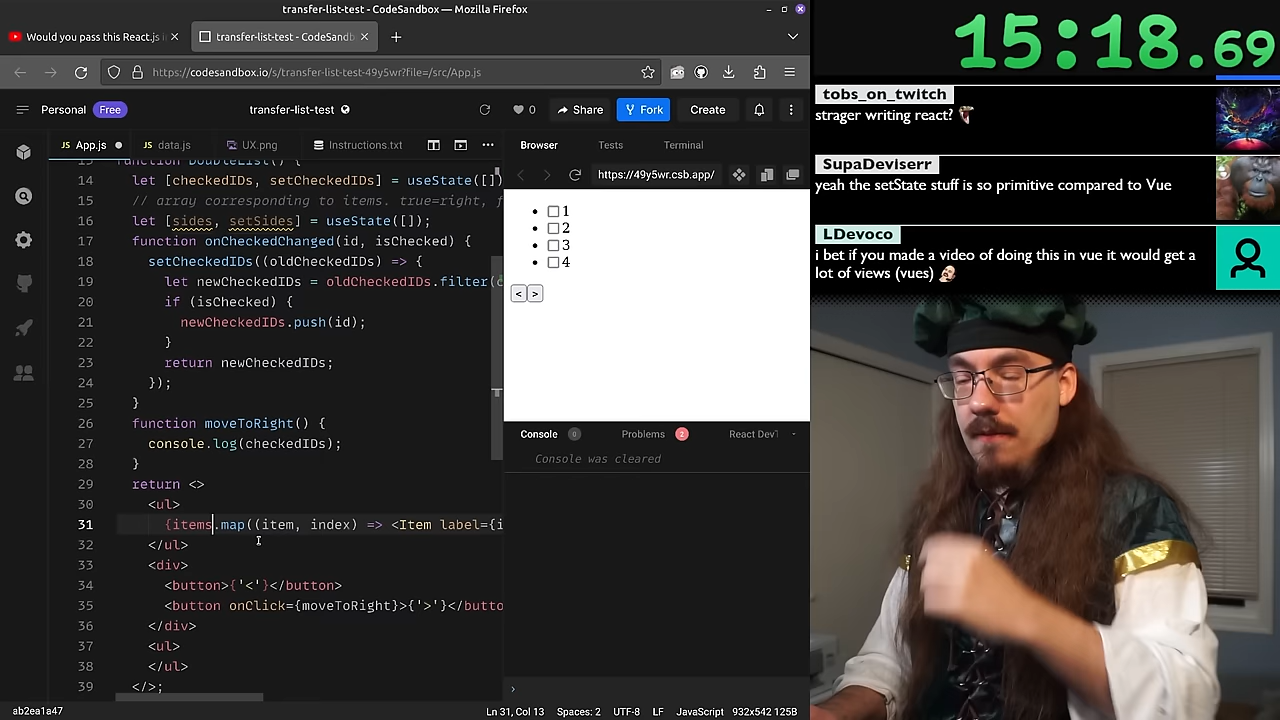 transfer-list-test - CodeSandbox — Mozilla Firefox
Would you pass this React.js i
transfer-list-test - CodeSandb
https://codesandbox.io/s/transfer-list-test-49y5wr?file=/src/App.js
Personal Free
transfer-list-test
0
Share
Fork
Create
App.js
data.js
UX.png
Instructions.txt
14 let [checkedIDs, setCheckedIDs] = useState([])
15 // array corresponding to items. true=right, f
16 let [sides, setSides] = useState([]);
17 function onCheckedChanged(id, isChecked) {
18 setCheckedIDs((oldCheckedIDs) => {
19 let newCheckedIDs = oldCheckedIDs.filter(
20 if (isChecked) {
21 newCheckedIDs.push(id);
22 }
23 return newCheckedIDs;
24 });
25 }
26 function moveToRight() {
27 console.log(checkedIDs);
28 }
29 return <>
30 <ul>
31 {items.map((item, index) => <Item label={i
32 </ul>
33 <div>
34 <button>{'<'}</button>
35 <button onClick={moveToRight}>{'>'}</butto
36 </div>
37 <ul>
38 </ul>
39 </>;
ab2ea1a47
Ln 31, Col 13
Spaces: 2
UTF-8
LF
JavaScript
932x542 125B
Browser
Tests
Terminal
https://49y5wr.csb.app/
1
2
3
4
<
>
Console 0
Problems 2
React DevT
Console was cleared
15:18.69
tobs_on_twitch
strager writing react?
SupaDeviserr
yeah the setState stuff is so primitive compared to Vue
LDevoco
i bet if you made a video of doing this in vue it would get a
lot of views (vues)